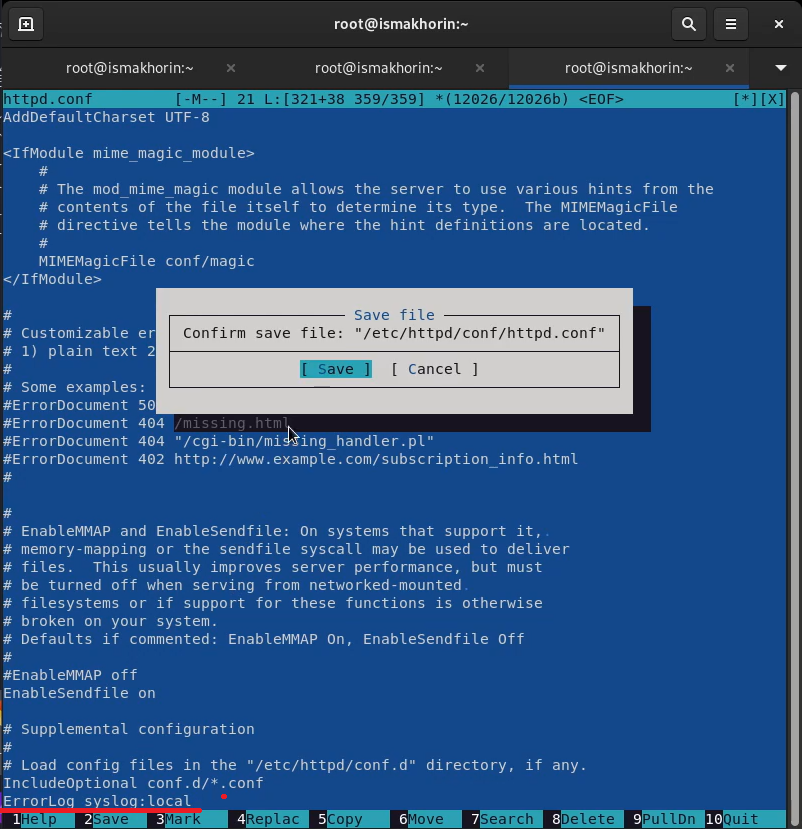 root@ismakhorin:~
root@ismakhorin:~ × root@ismakhorin:~ × root@ismakhorin:~ ×
httpd.conf [-M--] 21 L:[321+38 359/359] *(12026/12026b) <EOF> [*][X]
AddDefaultCharset UTF-8
<IfModule mime_magic_module>
#
# The mod_mime_magic module allows the server to use various hints from the
# contents of the file itself to determine its type.  The MIMEMagicFile
# directive tells the module where the hint definitions are located.
#
MIMEMagicFile conf/magic
</IfModule>
Save file
#
# Customizable er
Confirm save file: "/etc/httpd/conf/httpd.conf"
# 1) plain text 2
#
[ Save ] [ Cancel ]
# Some examples:
#ErrorDocument 50
#ErrorDocument 404 /missing.html
#ErrorDocument 404 "/cgi-bin/missing_handler.pl"
#ErrorDocument 402 http://www.example.com/subscription_info.html
#
#
# EnableMMAP and EnableSendfile: On systems that support it,.
# memory-mapping or the sendfile syscall may be used to deliver
# files.  This usually improves server performance, but must
# be turned off when serving from networked-mounted.
# filesystems or if support for these functions is otherwise
# broken on your system.
# Defaults if commented: EnableMMAP On, EnableSendfile Off
#
#EnableMMAP off
EnableSendfile on
# Supplemental configuration
#
# Load config files in the "/etc/httpd/conf.d" directory, if any.
IncludeOptional conf.d/*.conf
ErrorLog syslog:local
1Help 2Save 3Mark 4Replac 5Copy 6Move 7Search 8Delete 9PullDn 10Quit